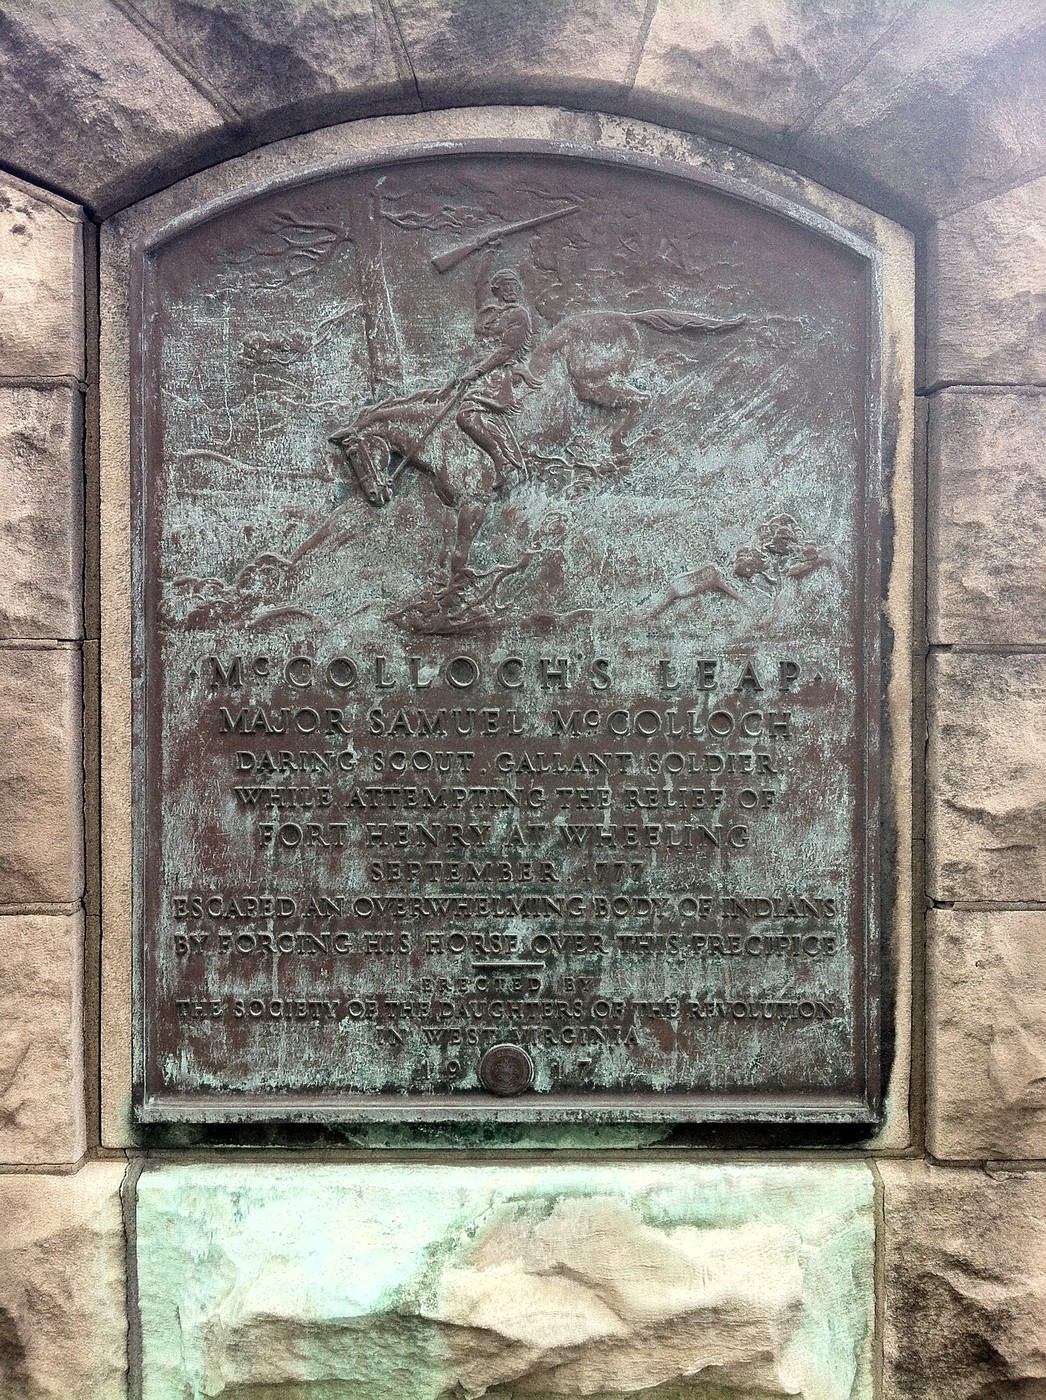 McCOLLOCH'S LEAP
MAJOR SAMUEL McCOLLOCH
DARING SCOUT, GALLANT SOLDIER,
WHILE ATTEMPTING THE RELIEF OF
FORT HENRY AT WHEELING
SEPTEMBER, 1777
ESCAPED AN OVERWHELMING BODY OF INDIANS
BY FORCING HIS HORSE OVER THIS PRECIPICE
ERECTED BY
THE SOCIETY OF THE DAUGHTERS OF THE REVOLUTION
IN WEST VIRGINIA
19 17